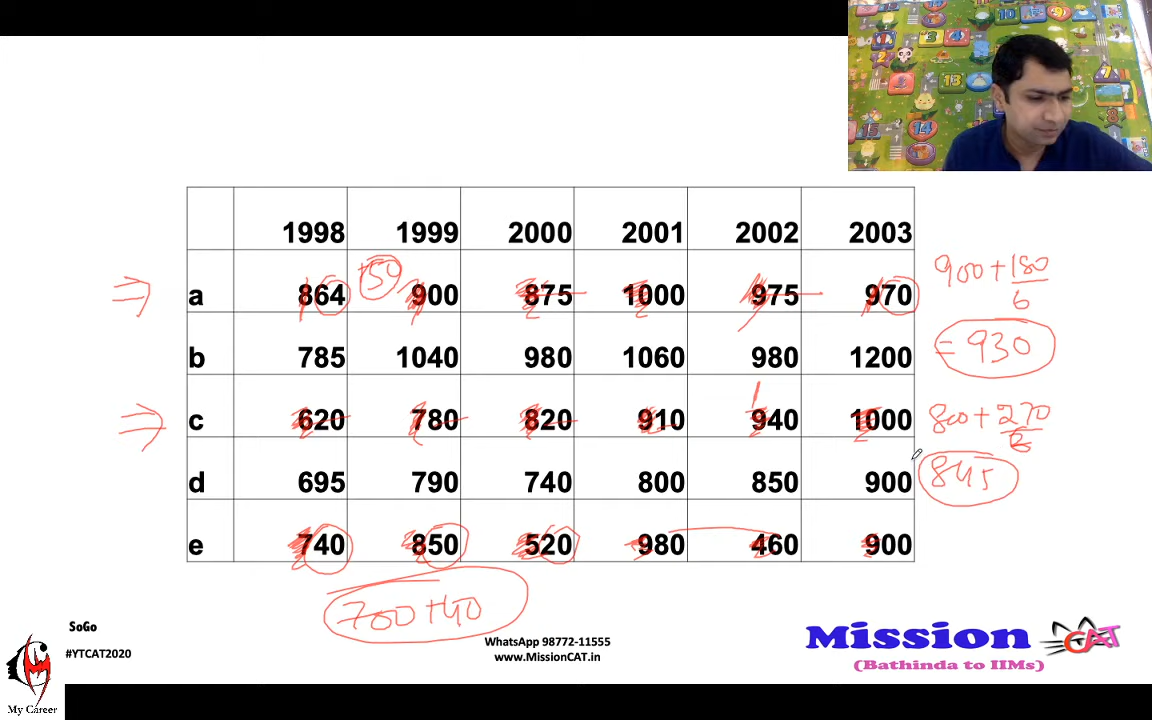 1998 1999 2000 2001 2002 2003
a 864 900 875 1000 975 970
b 785 1040 980 1060 980 1200
c 620 780 820 910 940 1000
d 695 790 740 800 850 900
e 740 850 520 980 460 900
+50
900 + 180
6
= 930
800 + 270
6
845
700 + 40
SoGo
#YTCAT2020
My Career
WhatsApp 98772-11555
www.MissionCAT.in
Mission CAT
(Bathinda to IIMs)